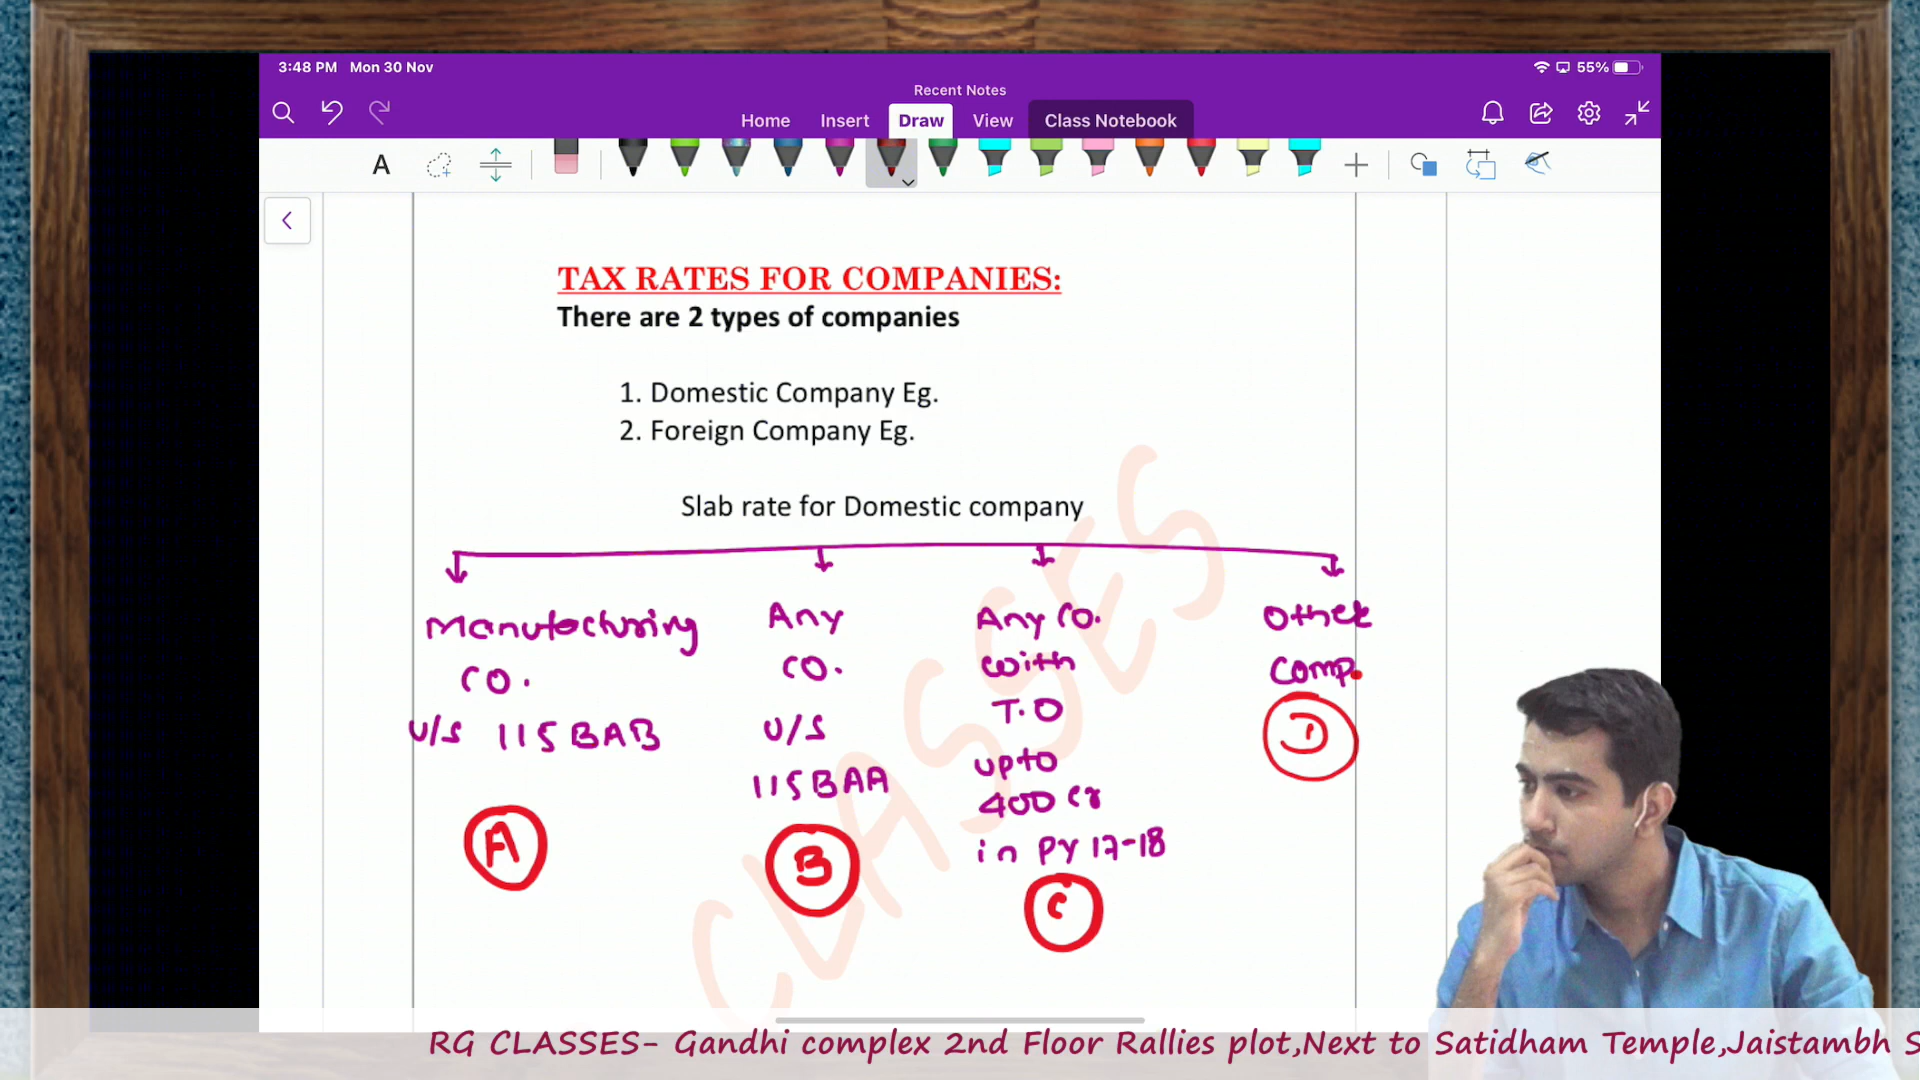 3:48 PM Mon 30 Nov
55%
Recent Notes
Home Insert Draw View Class Notebook
A
TAX RATES FOR COMPANIES:
There are 2 types of companies
1. Domestic Company Eg.
2. Foreign Company Eg.
Slab rate for Domestic company
Manufacturing
CO.
U/S 115 BAB
A
Any
CO.
U/S
115BAA
B
Any CO.
with
T.O
upto
400 cr
in PY 17-18
C
Other
Comp.
D
CLASSES
RG CLASSES- Gandhi complex 2nd Floor Rallies plot,Next to Satidham Temple,Jaistambh S